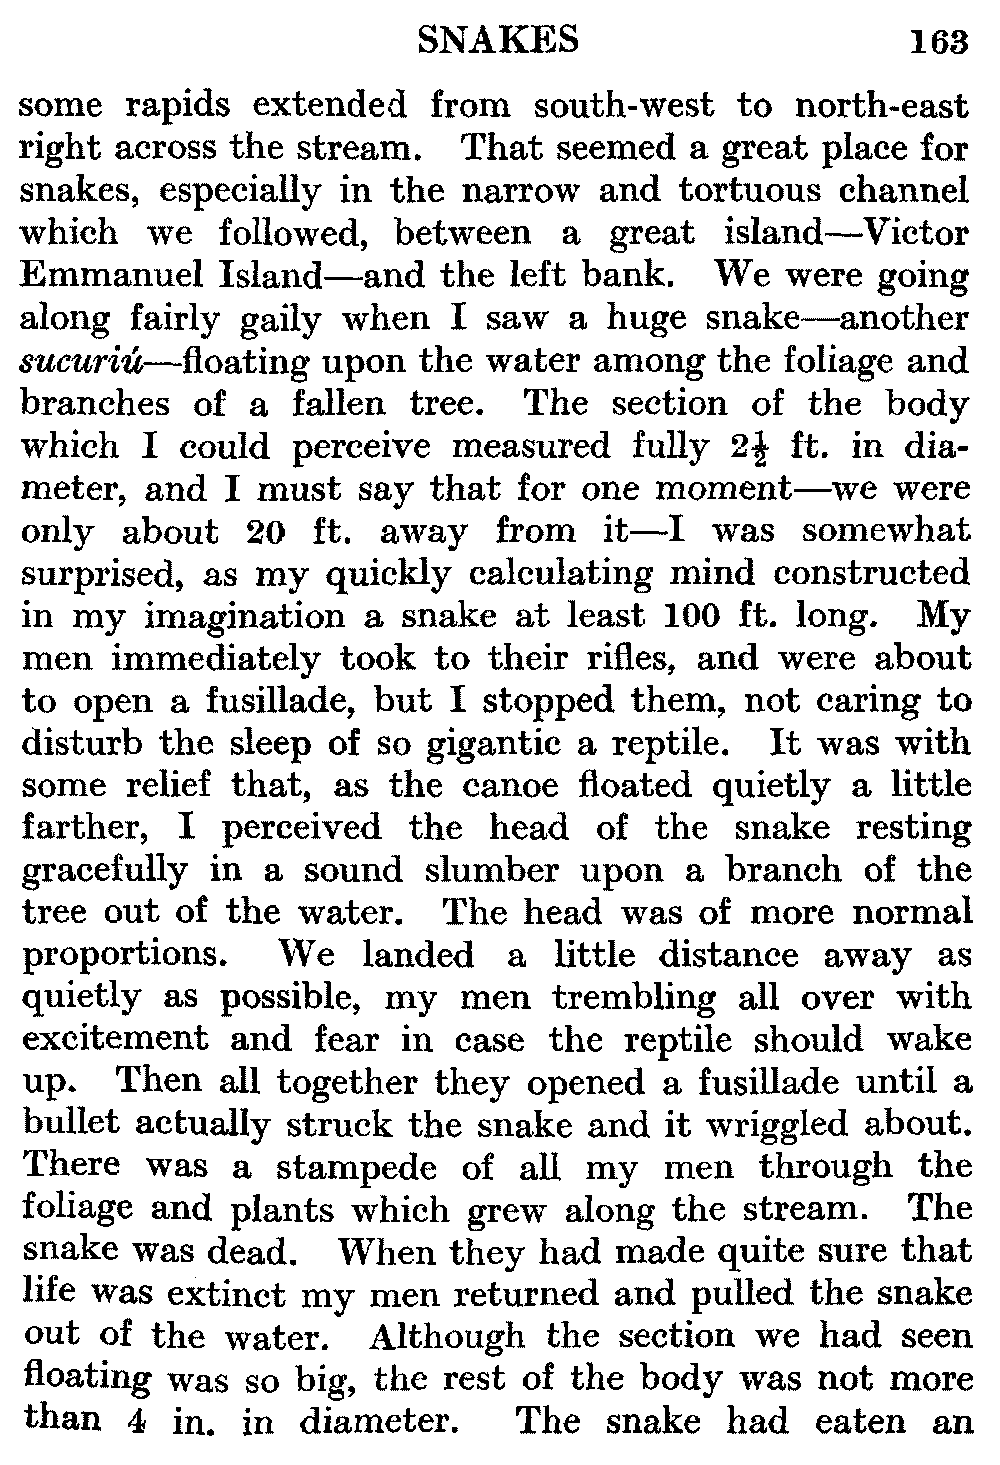 SNAKES 163
some rapids extended from south-west to north-east
right across the stream. That seemed a great place for
snakes, especially in the narrow and tortuous channel
which we followed, between a great island—Victor
Emmanuel Island—and the left bank. We were going
along fairly gaily when I saw a huge snake—another
sucuriú—floating upon the water among the foliage and
branches of a fallen tree. The section of the body
which I could perceive measured fully 2½ ft. in dia-
meter, and I must say that for one moment—we were
only about 20 ft. away from it—I was somewhat
surprised, as my quickly calculating mind constructed
in my imagination a snake at least 100 ft. long. My
men immediately took to their rifles, and were about
to open a fusillade, but I stopped them, not caring to
disturb the sleep of so gigantic a reptile. It was with
some relief that, as the canoe floated quietly a little
farther, I perceived the head of the snake resting
gracefully in a sound slumber upon a branch of the
tree out of the water. The head was of more normal
proportions. We landed a little distance away as
quietly as possible, my men trembling all over with
excitement and fear in case the reptile should wake
up. Then all together they opened a fusillade until a
bullet actually struck the snake and it wriggled about.
There was a stampede of all my men through the
foliage and plants which grew along the stream. The
snake was dead. When they had made quite sure that
life was extinct my men returned and pulled the snake
out of the water. Although the section we had seen
floating was so big, the rest of the body was not more
than 4 in. in diameter. The snake had eaten an